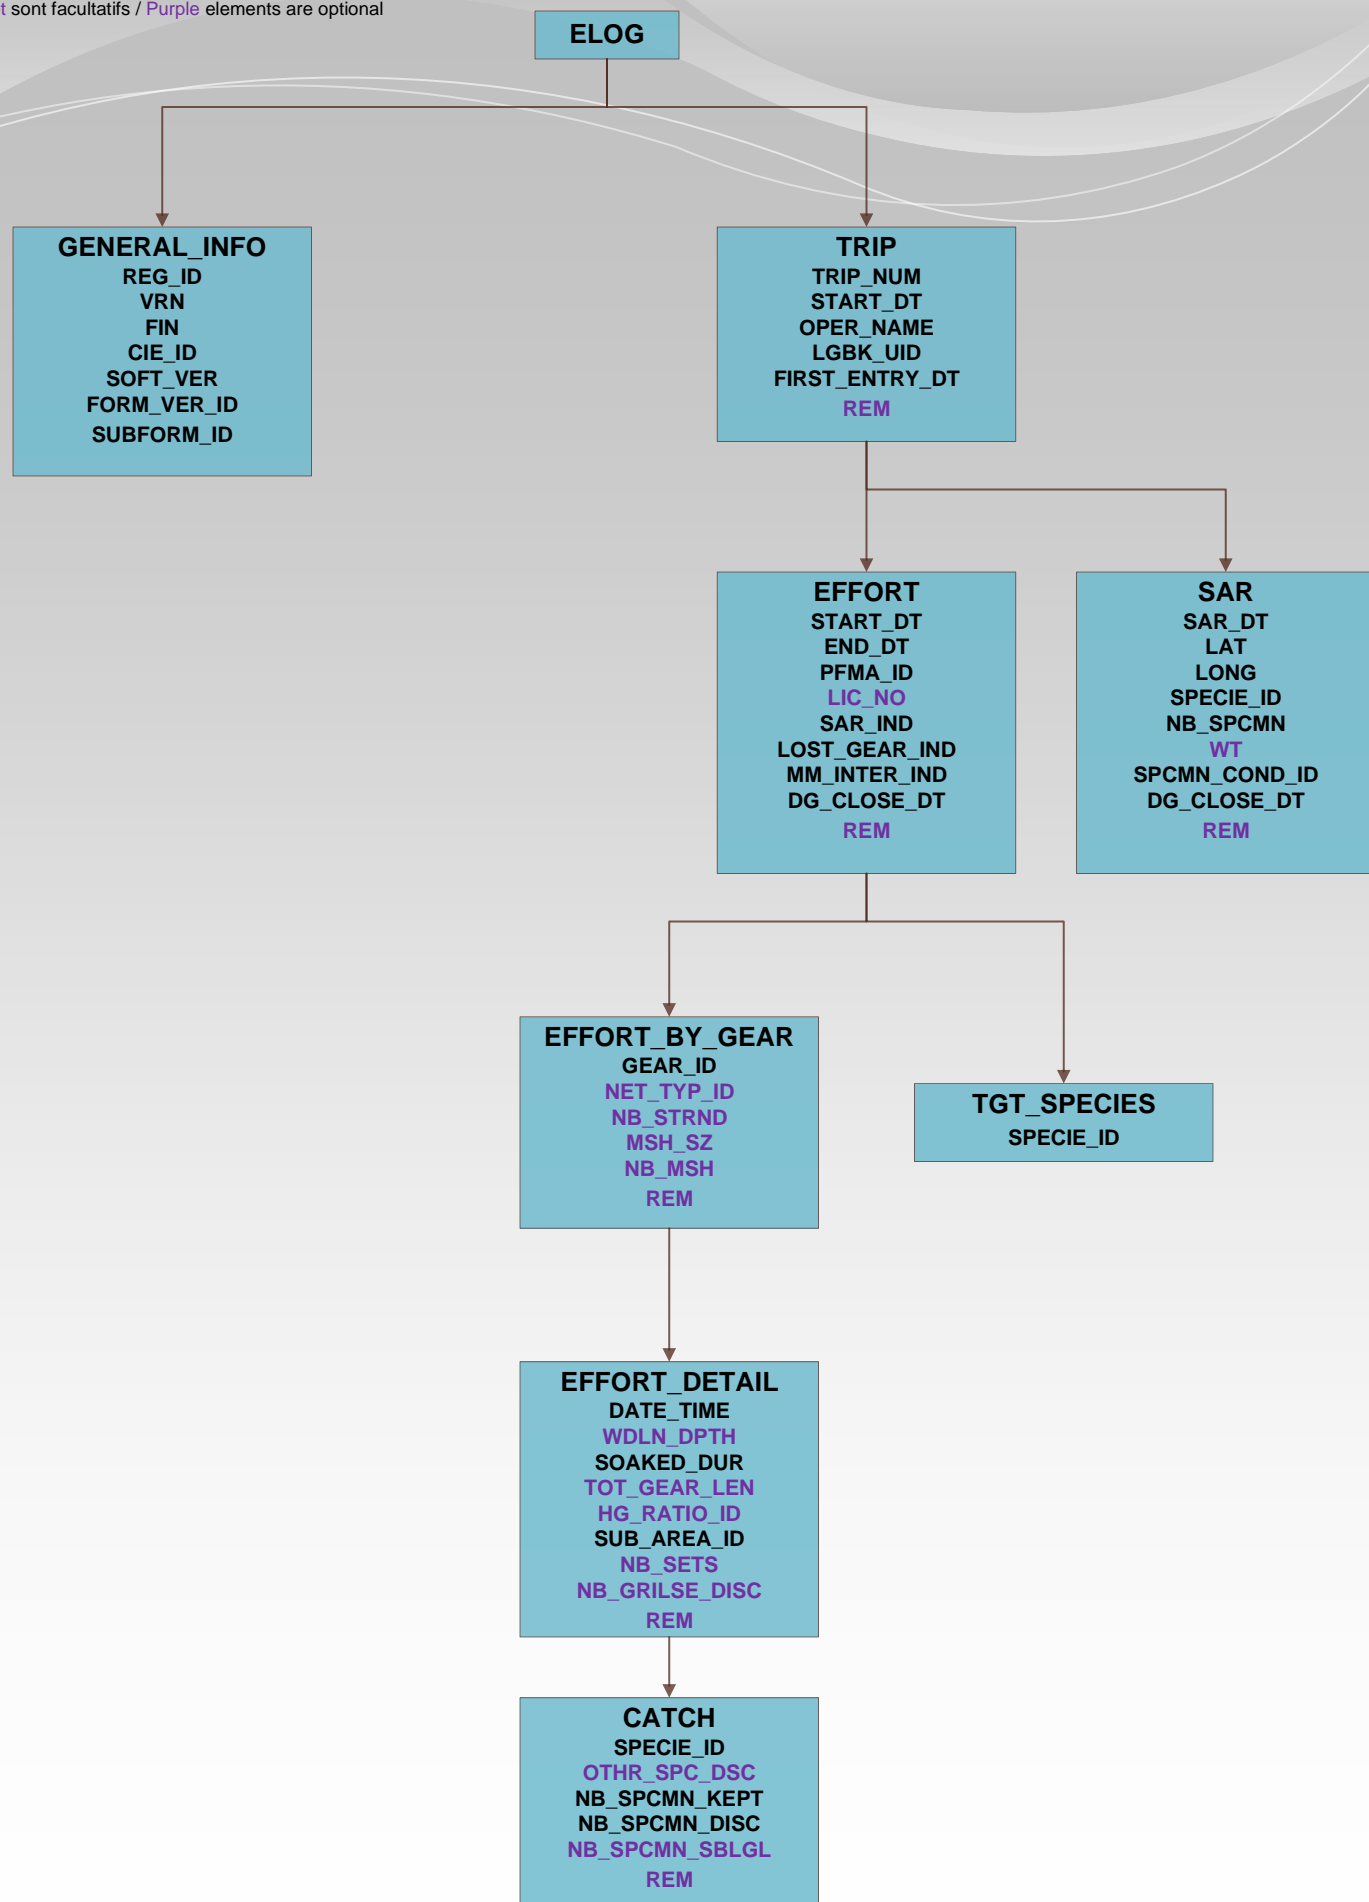 t sont facultatifs / Purple elements are optional
ELOG
GENERAL_INFO
REG_ID
VRN
FIN
CIE_ID
SOFT_VER
FORM_VER_ID
SUBFORM_ID
TRIP
TRIP_NUM
START_DT
OPER_NAME
LGBK_UID
FIRST_ENTRY_DT
REM
EFFORT
START_DT
END_DT
PFMA_ID
LIC_NO
SAR_IND
LOST_GEAR_IND
MM_INTER_IND
DG_CLOSE_DT
REM
SAR
SAR_DT
LAT
LONG
SPECIE_ID
NB_SPCMN
WT
SPCMN_COND_ID
DG_CLOSE_DT
REM
EFFORT_BY_GEAR
GEAR_ID
NET_TYP_ID
NB_STRND
MSH_SZ
NB_MSH
REM
TGT_SPECIES
SPECIE_ID
EFFORT_DETAIL
DATE_TIME
WDLN_DPTH
SOAKED_DUR
TOT_GEAR_LEN
HG_RATIO_ID
SUB_AREA_ID
NB_SETS
NB_GRILSE_DISC
REM
CATCH
SPECIE_ID
OTHR_SPC_DSC
NB_SPCMN_KEPT
NB_SPCMN_DISC
NB_SPCMN_SBLGL
REM